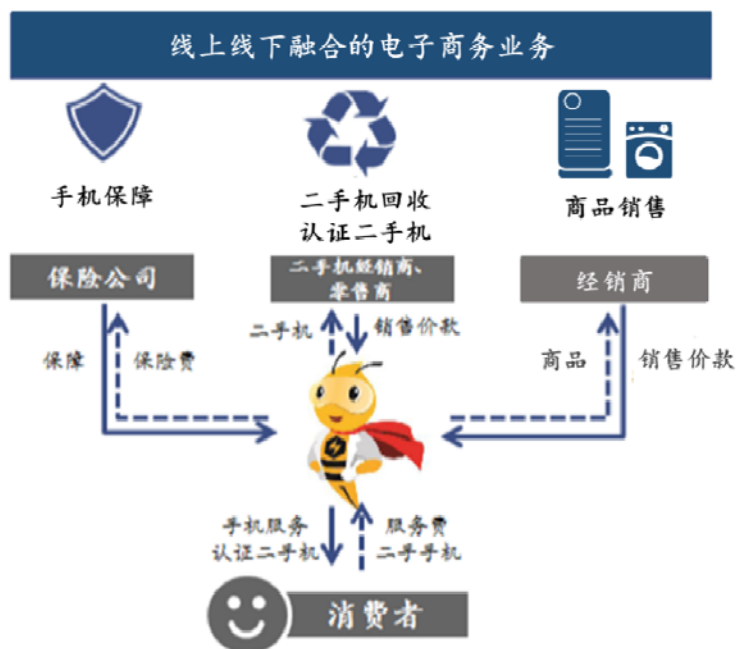 线上线下融合的电子商务业务
手机保障
二手机回收
认证二手机
商品销售
保险公司
二手机经销商、
零售商
经销商
保障
保险费
二手机
销售价款
商品
销售价款
手机服务
认证二手机
服务费
二手手机
消费者